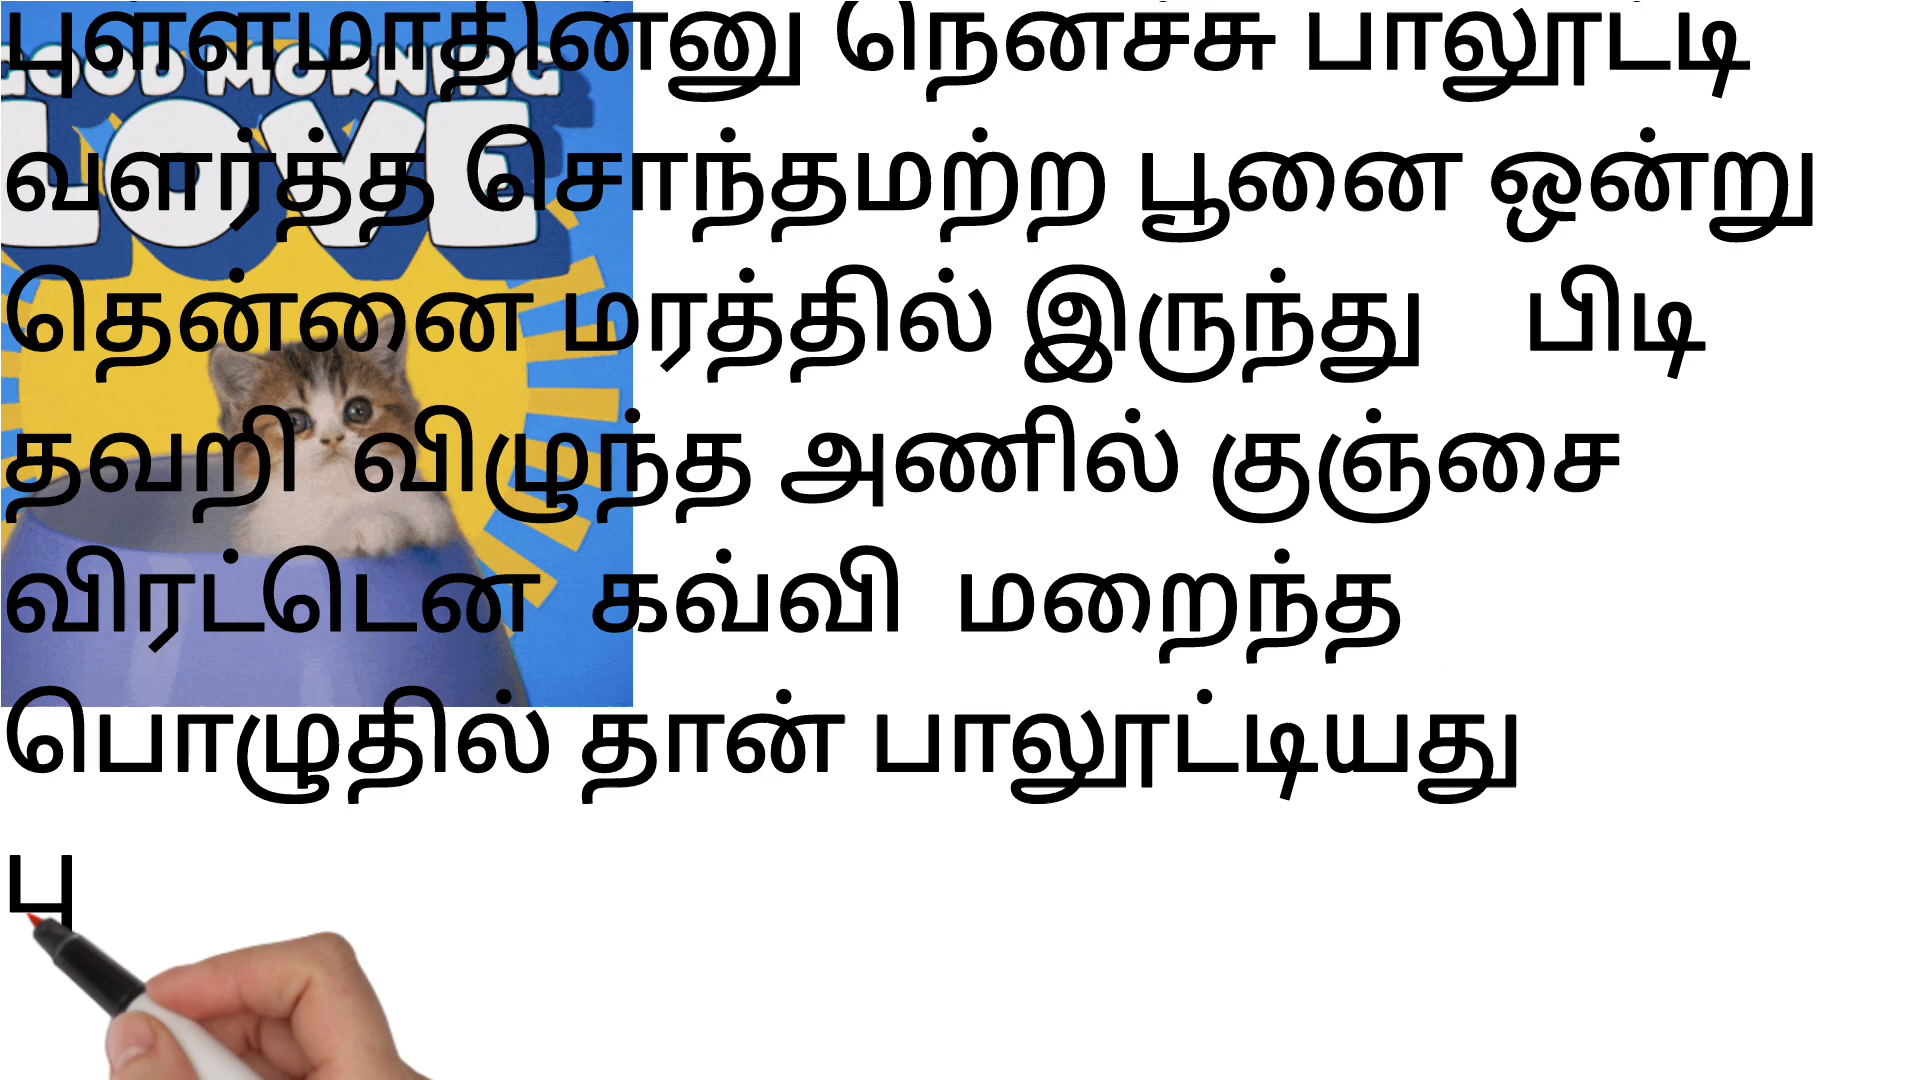 புள்ளமாதின்னு நெனச்சு பாலூட்டி
GOOD MORNING
LOVE
வளர்த்த சொந்தமற்ற பூனை ஒன்று
தென்னை மரத்தில் இருந்து பிடி
தவறி விழுந்த அணில் குஞ்சை
விரட்டென கவ்வி மறைந்த
பொழுதில் தான் பாலூட்டியது
பு